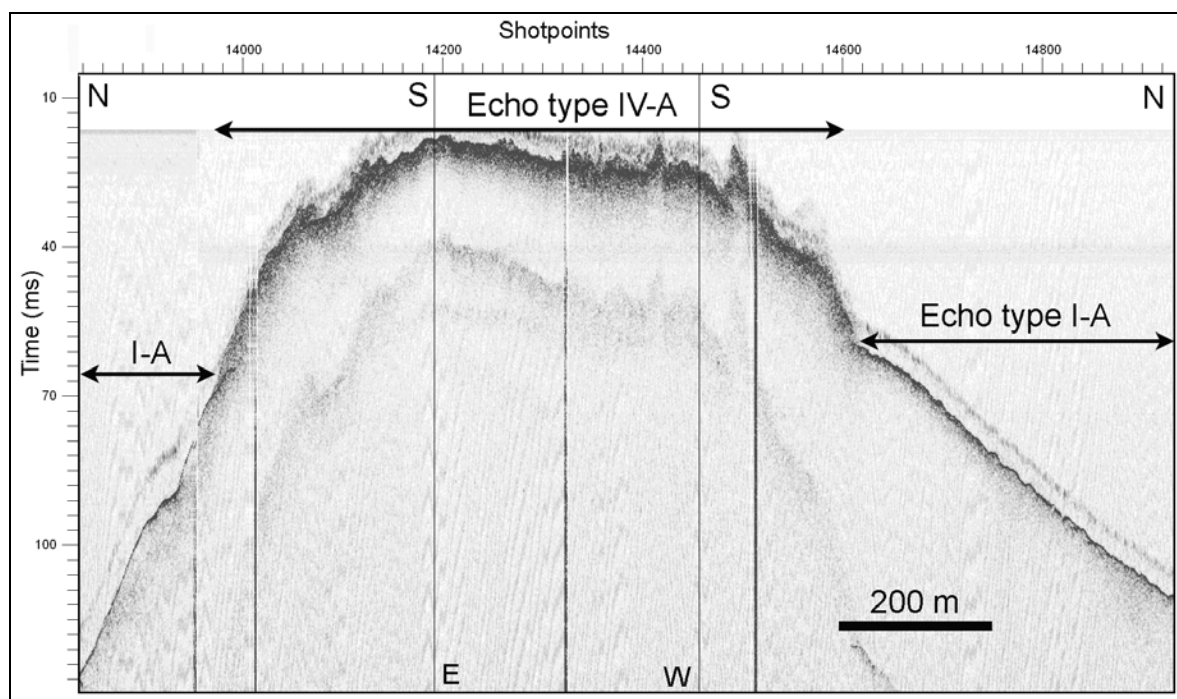 Shotpoints
14000 14200 14400 14600 14800
10
N S Echo type IV-A S N
40
Time (ms)
Echo type I-A
I-A
70
100
200 m
E W